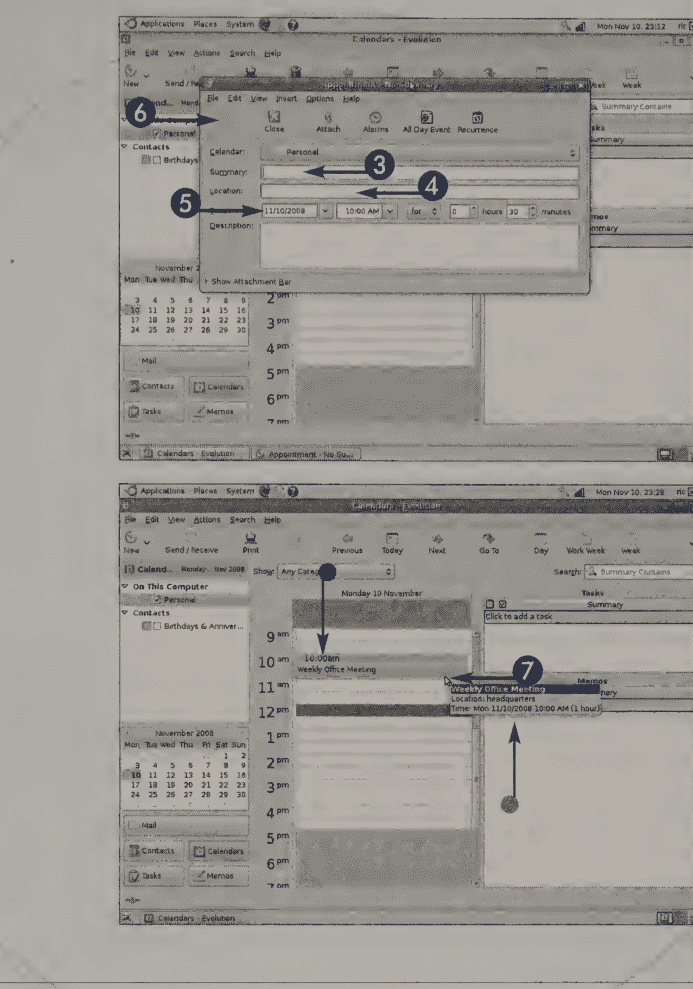 Applications Places System Mon Nov 10, 23:12
Calendars - Evolution
File Edit View Actions Search Help
New Send / Week
6
File Edit View Insert Options Help
Close Attach Alarms All Day Event Recurrence
Summary Contains
Personal
Contacts
Birthdays
Calendar: Personal
Summary: 3
Location: 4
5 11/10/2008 10:00 AM for 0 hours 30 minutes
Description:
Show Attachment Bar
Summary
November 2
Mon Tue Wed Thu
3 4 5 6 7 8 9
10 11 12 13 14 15 16
17 18 19 20 21 22 23
24 25 26 27 28 29 30
2 pm
3 pm
4 pm
5 pm
6 pm
7 pm
Mail
Contacts Calendars
Tasks Memos
Calendars - Evolution Appointment - No Su...
Applications Places System Mon Nov 10, 23:28
Calendars - Evolution
File Edit View Actions Search Help
New Send / Receive Print Previous Today Next Go To Day Work Week Week
Calend... Monday, Nov 2008 Show: Any Categ Search: Summary Contains
On This Computer
Personal
Contacts
Birthdays & Anniver...
Monday 10 November
Tasks
Summary
Click to add a task
9 am
10 am 10:00am
Weekly Office Meeting
11 am
12 pm
1 pm
2 pm
3 pm
4 pm
5 pm
6 pm
7 pm
7
Memos
Weekly Office Meeting
Location: headquarters
Time: Mon 11/10/2008 10:00 AM (1 hour)
November 2008
Mon Tue Wed Thu Fri Sat Sun
1 2
3 4 5 6 7 8 9
10 11 12 13 14 15 16
17 18 19 20 21 22 23
24 25 26 27 28 29 30
Mail
Contacts Calendars
Tasks Memos
Calendars - Evolution